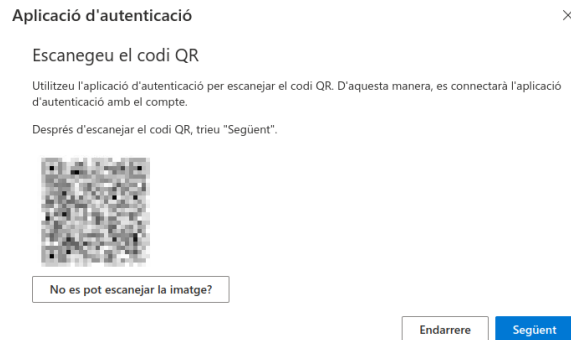 Aplicació d'autenticació
Escanegeu el codi QR
Utilitzeu l'aplicació d'autenticació per escanejar el codi QR. D'aquesta manera, es connectarà l'aplicació
d'autenticació amb el compte.
Després d'escanejar el codi QR, trieu "Següent".
No es pot escanejar la imatge?
Endarrere Següent